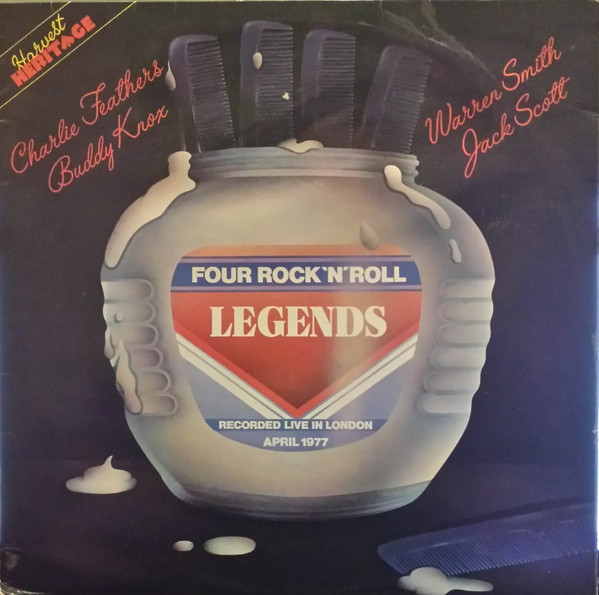 Harvest
HERITAGE
Charlie Feathers
Buddy Knox
Warren Smith
Jack Scott
FOUR ROCK 'N' ROLL
LEGENDS
RECORDED LIVE IN LONDON
APRIL 1977